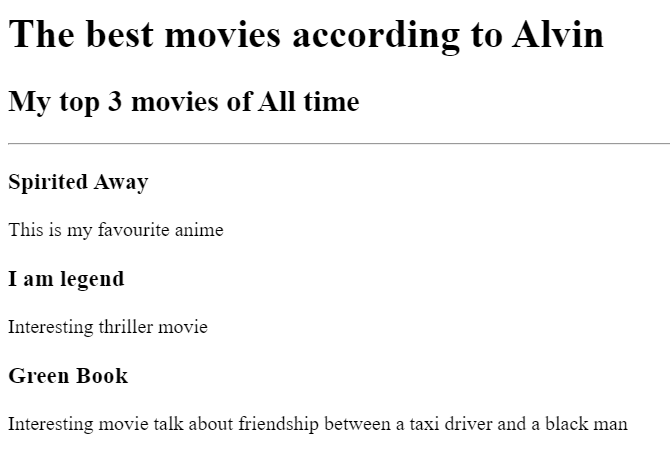 The best movies according to Alvin
My top 3 movies of All time
Spirited Away
This is my favourite anime
I am legend
Interesting thriller movie
Green Book
Interesting movie talk about friendship between a taxi driver and a black man